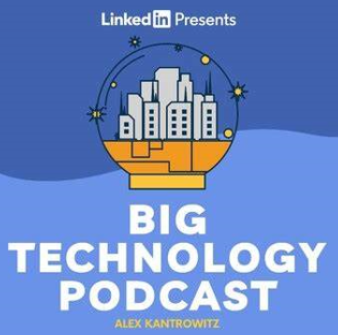 Linked in Presents
BIG
TECHNOLOGY
PODCAST
ALEX KANTROWITZ